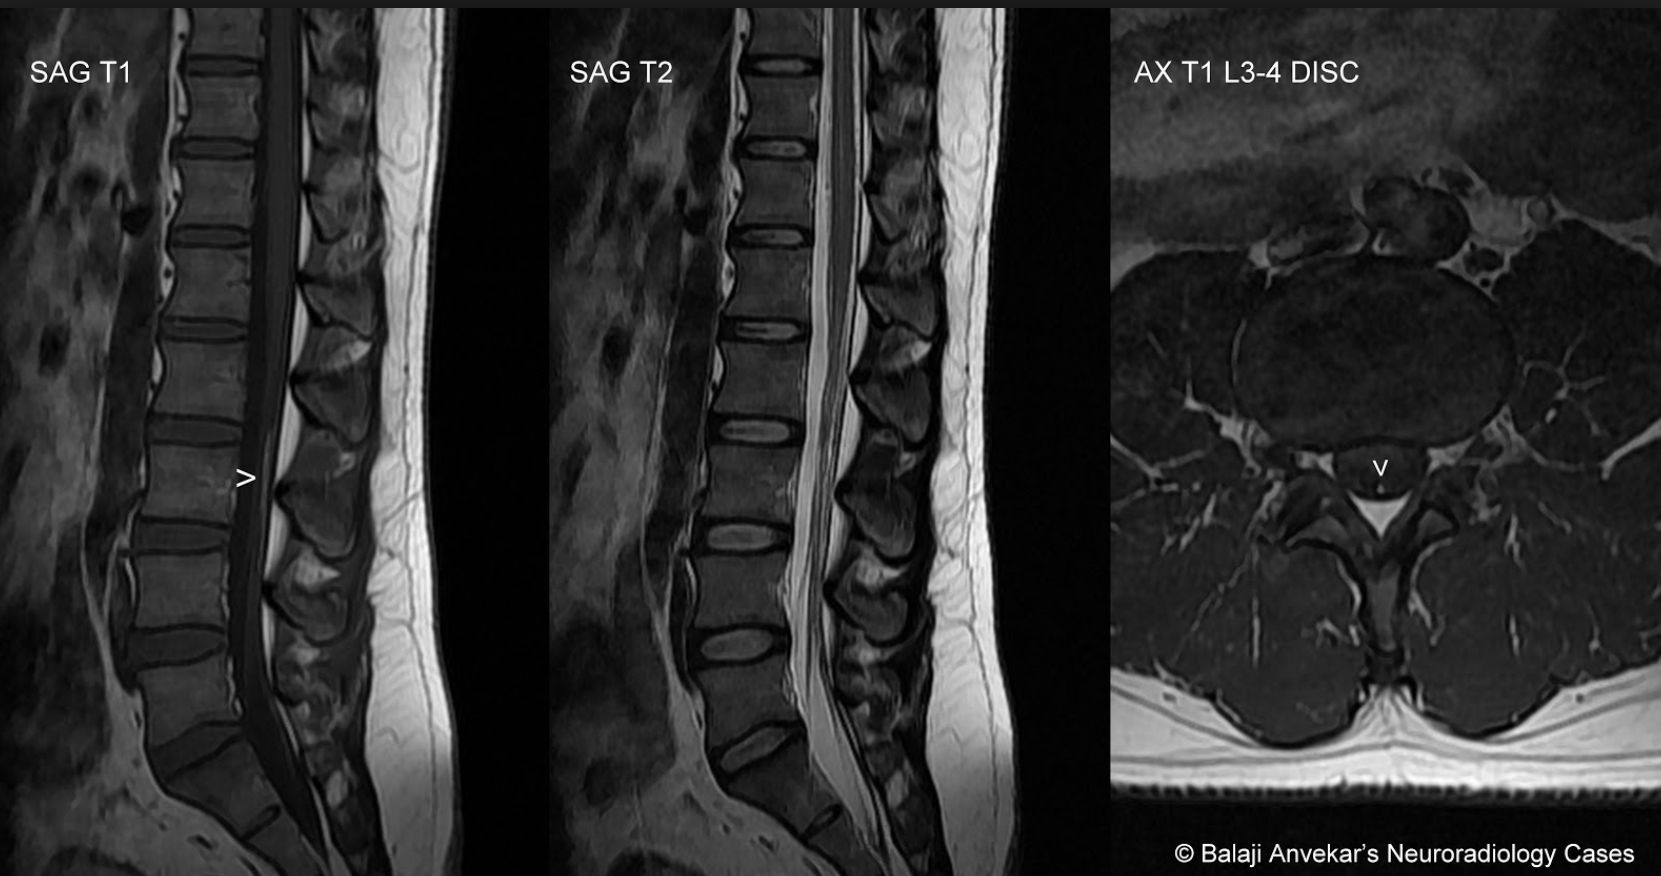 SAG T1
SAG T2
AX T1 L3-4 DISC
>
v
© Balaji Anvekar's Neuroradiology Cases